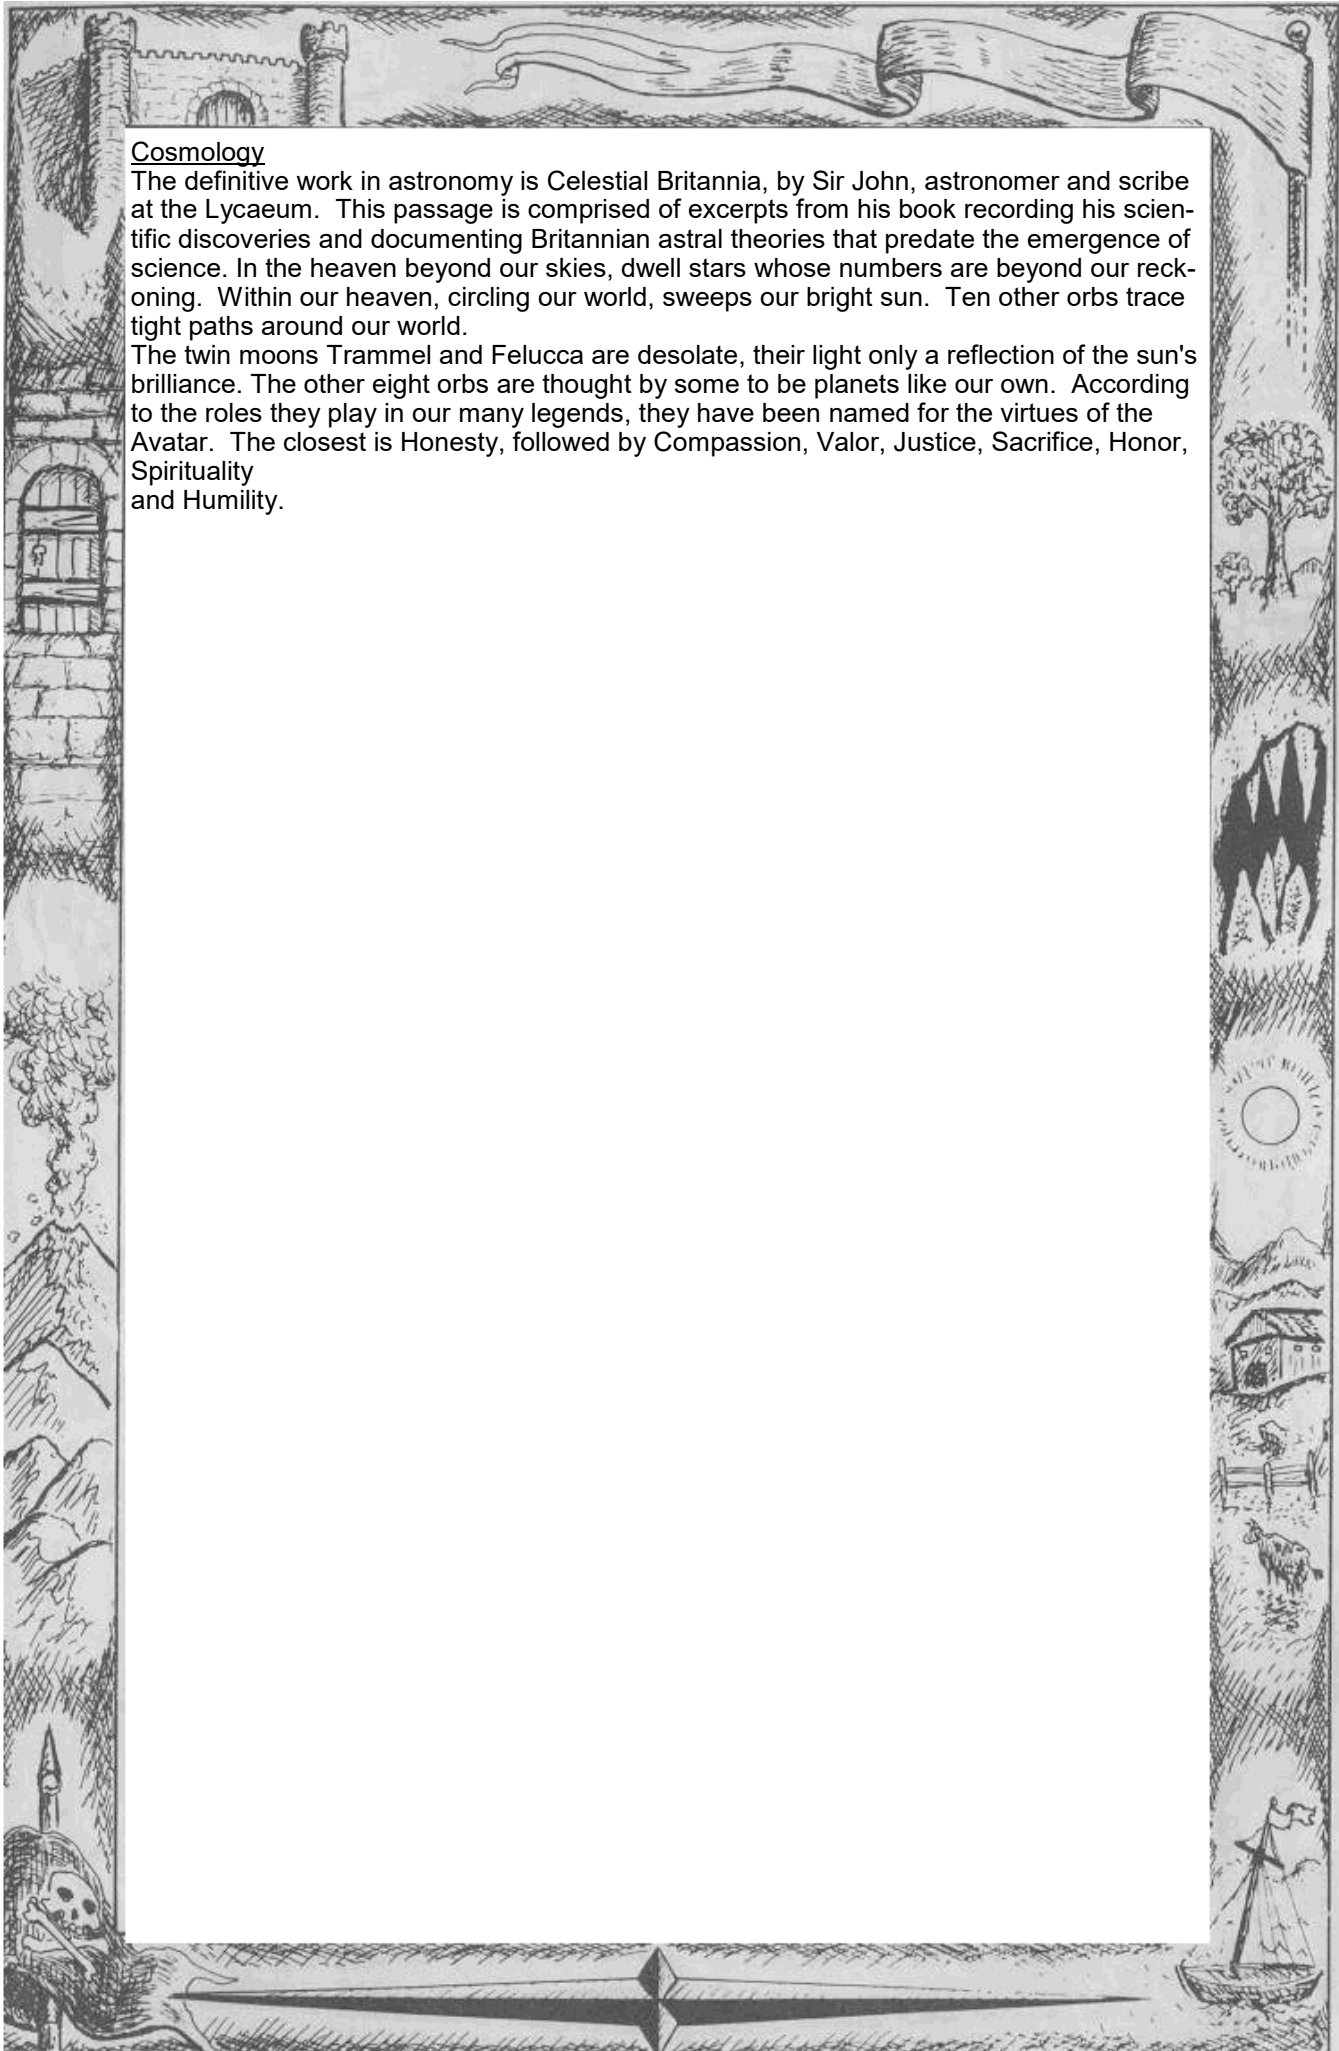 Cosmology
The definitive work in astronomy is Celestial Britannia, by Sir John, astronomer and scribe
at the Lycaeum.  This passage is comprised of excerpts from his book recording his scien-
tific discoveries and documenting Britannian astral theories that predate the emergence of
science. In the heaven beyond our skies, dwell stars whose numbers are beyond our reck-
oning.  Within our heaven, circling our world, sweeps our bright sun.  Ten other orbs trace
tight paths around our world.
The twin moons Trammel and Felucca are desolate, their light only a reflection of the sun's
brilliance. The other eight orbs are thought by some to be planets like our own.  According
to the roles they play in our many legends, they have been named for the virtues of the
Avatar.  The closest is Honesty, followed by Compassion, Valor, Justice, Sacrifice, Honor,
Spirituality
and Humility.